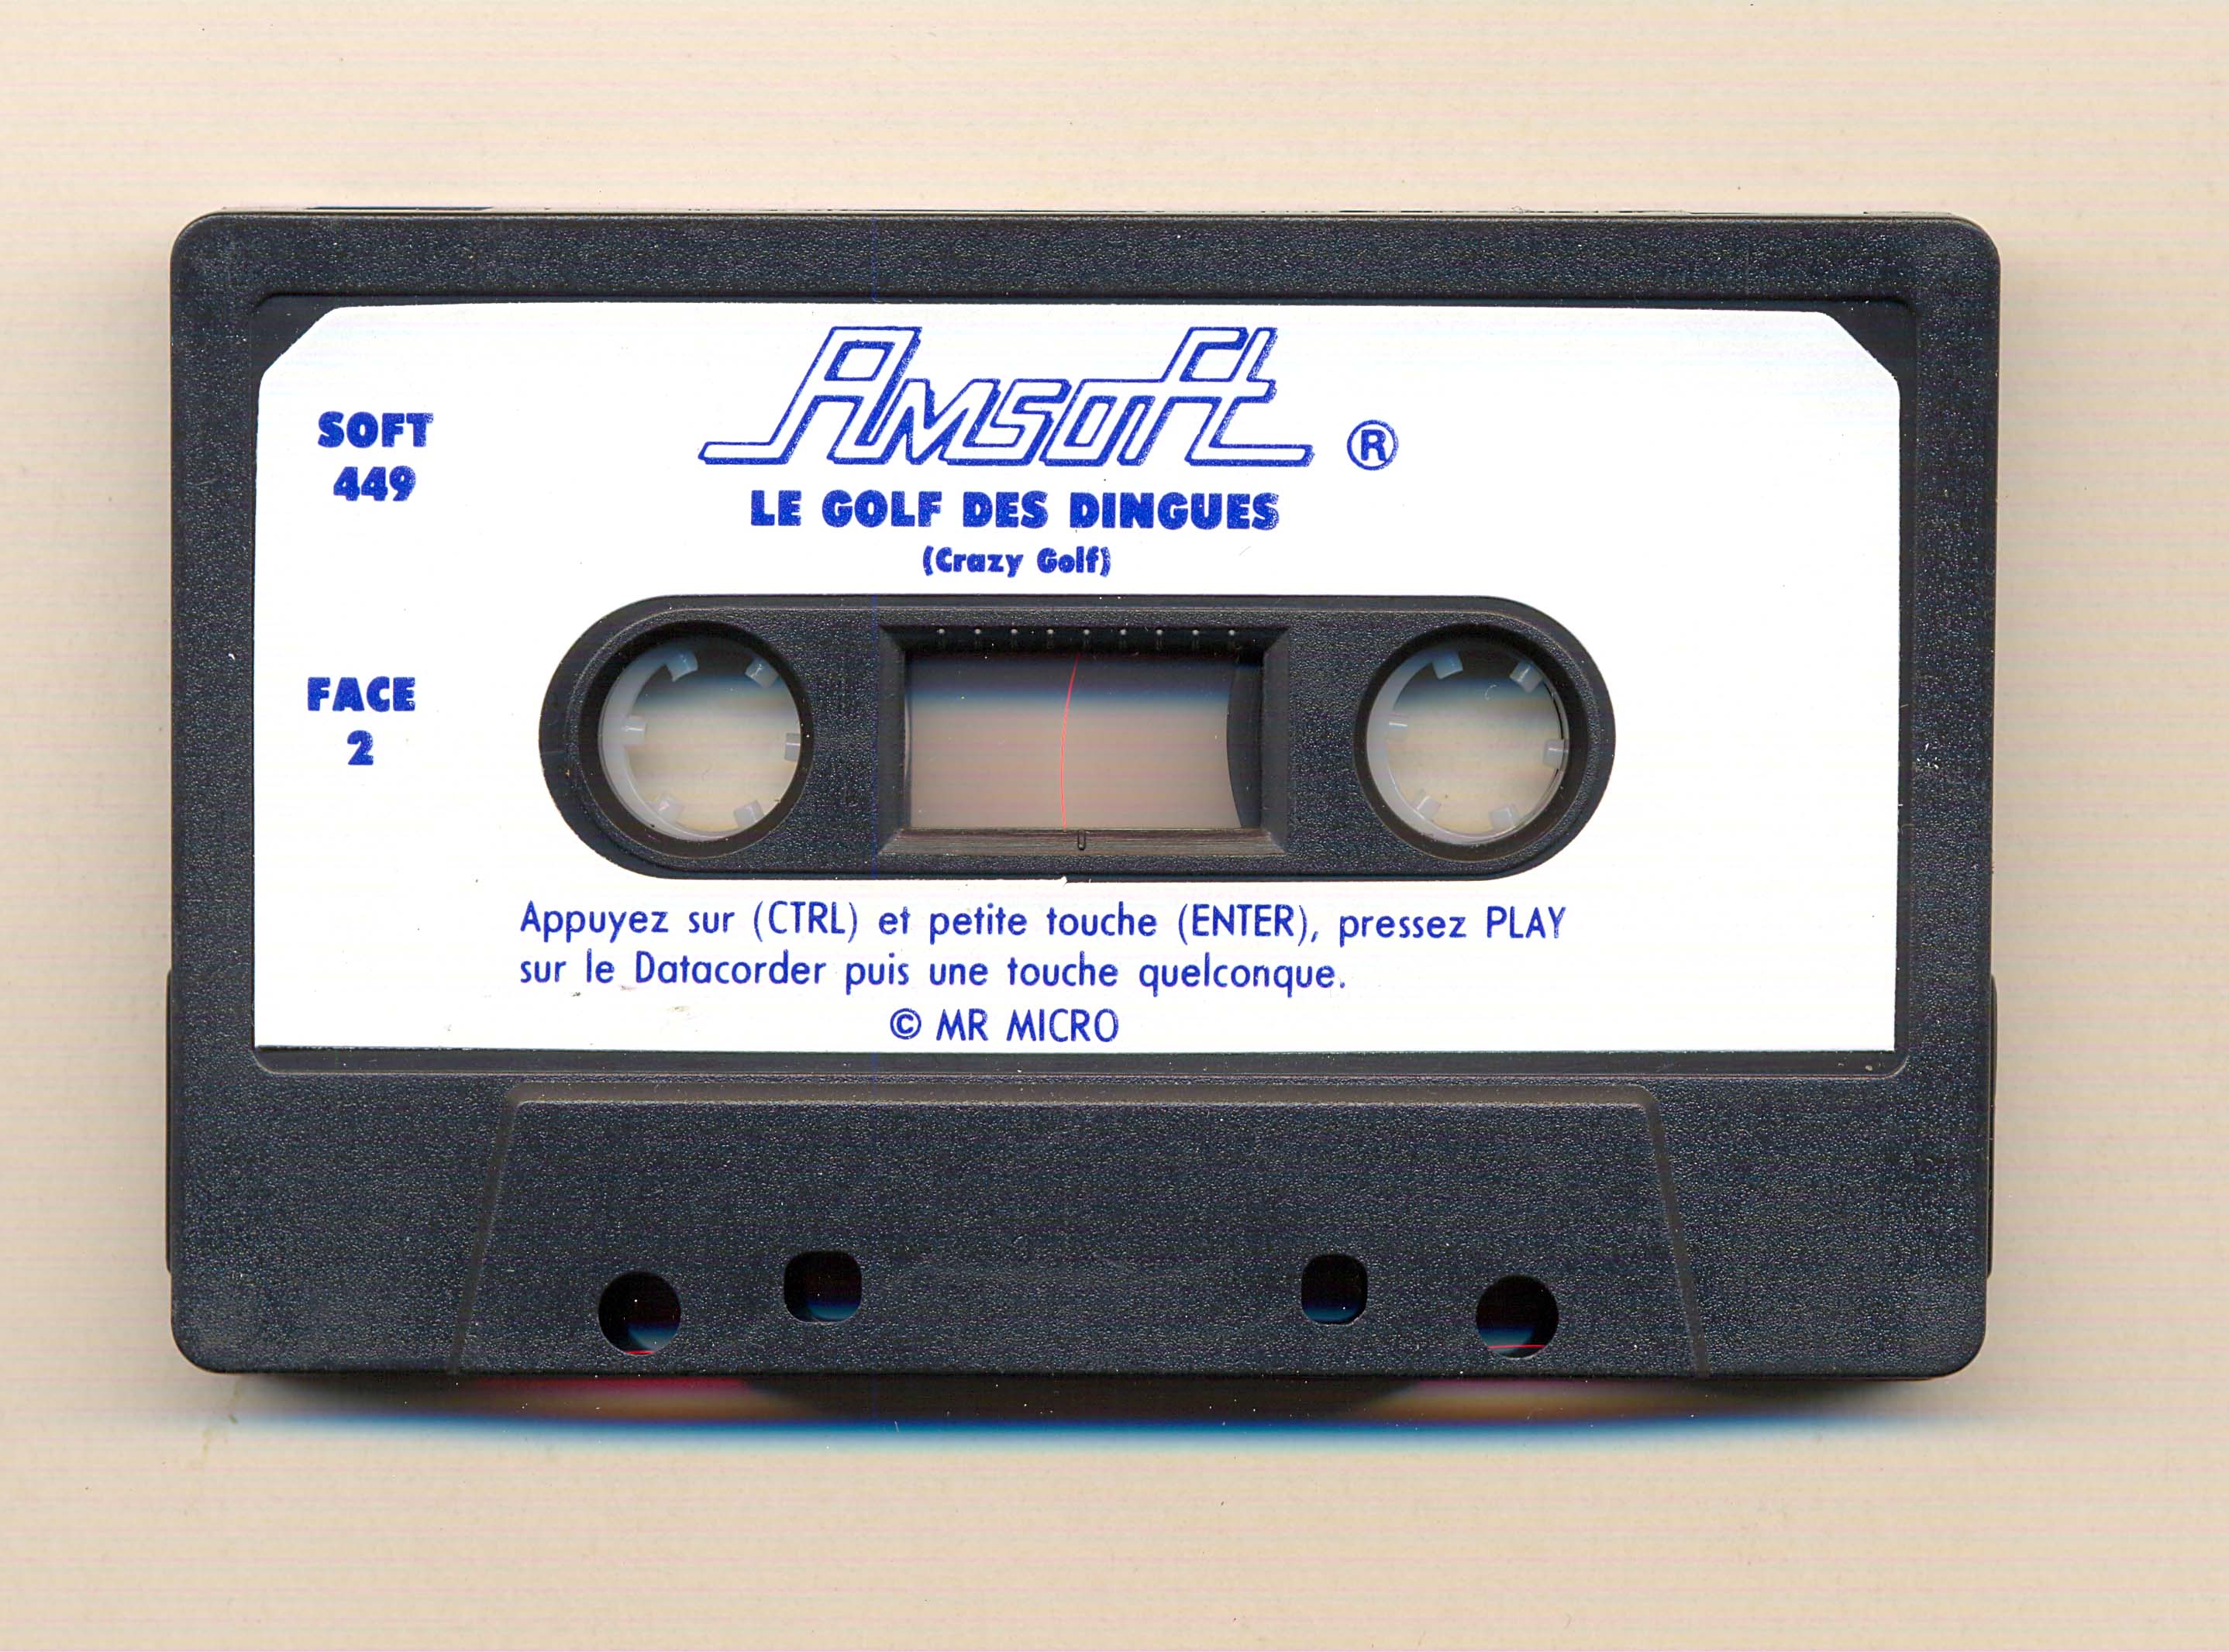 Amsoft ®
SOFT
449
LE GOLF DES DINGUES
(Crazy Golf)
FACE
2
Appuyez sur (CTRL) et petite touche (ENTER), pressez PLAY
sur le Datacorder puis une touche quelconque.
© MR MICRO